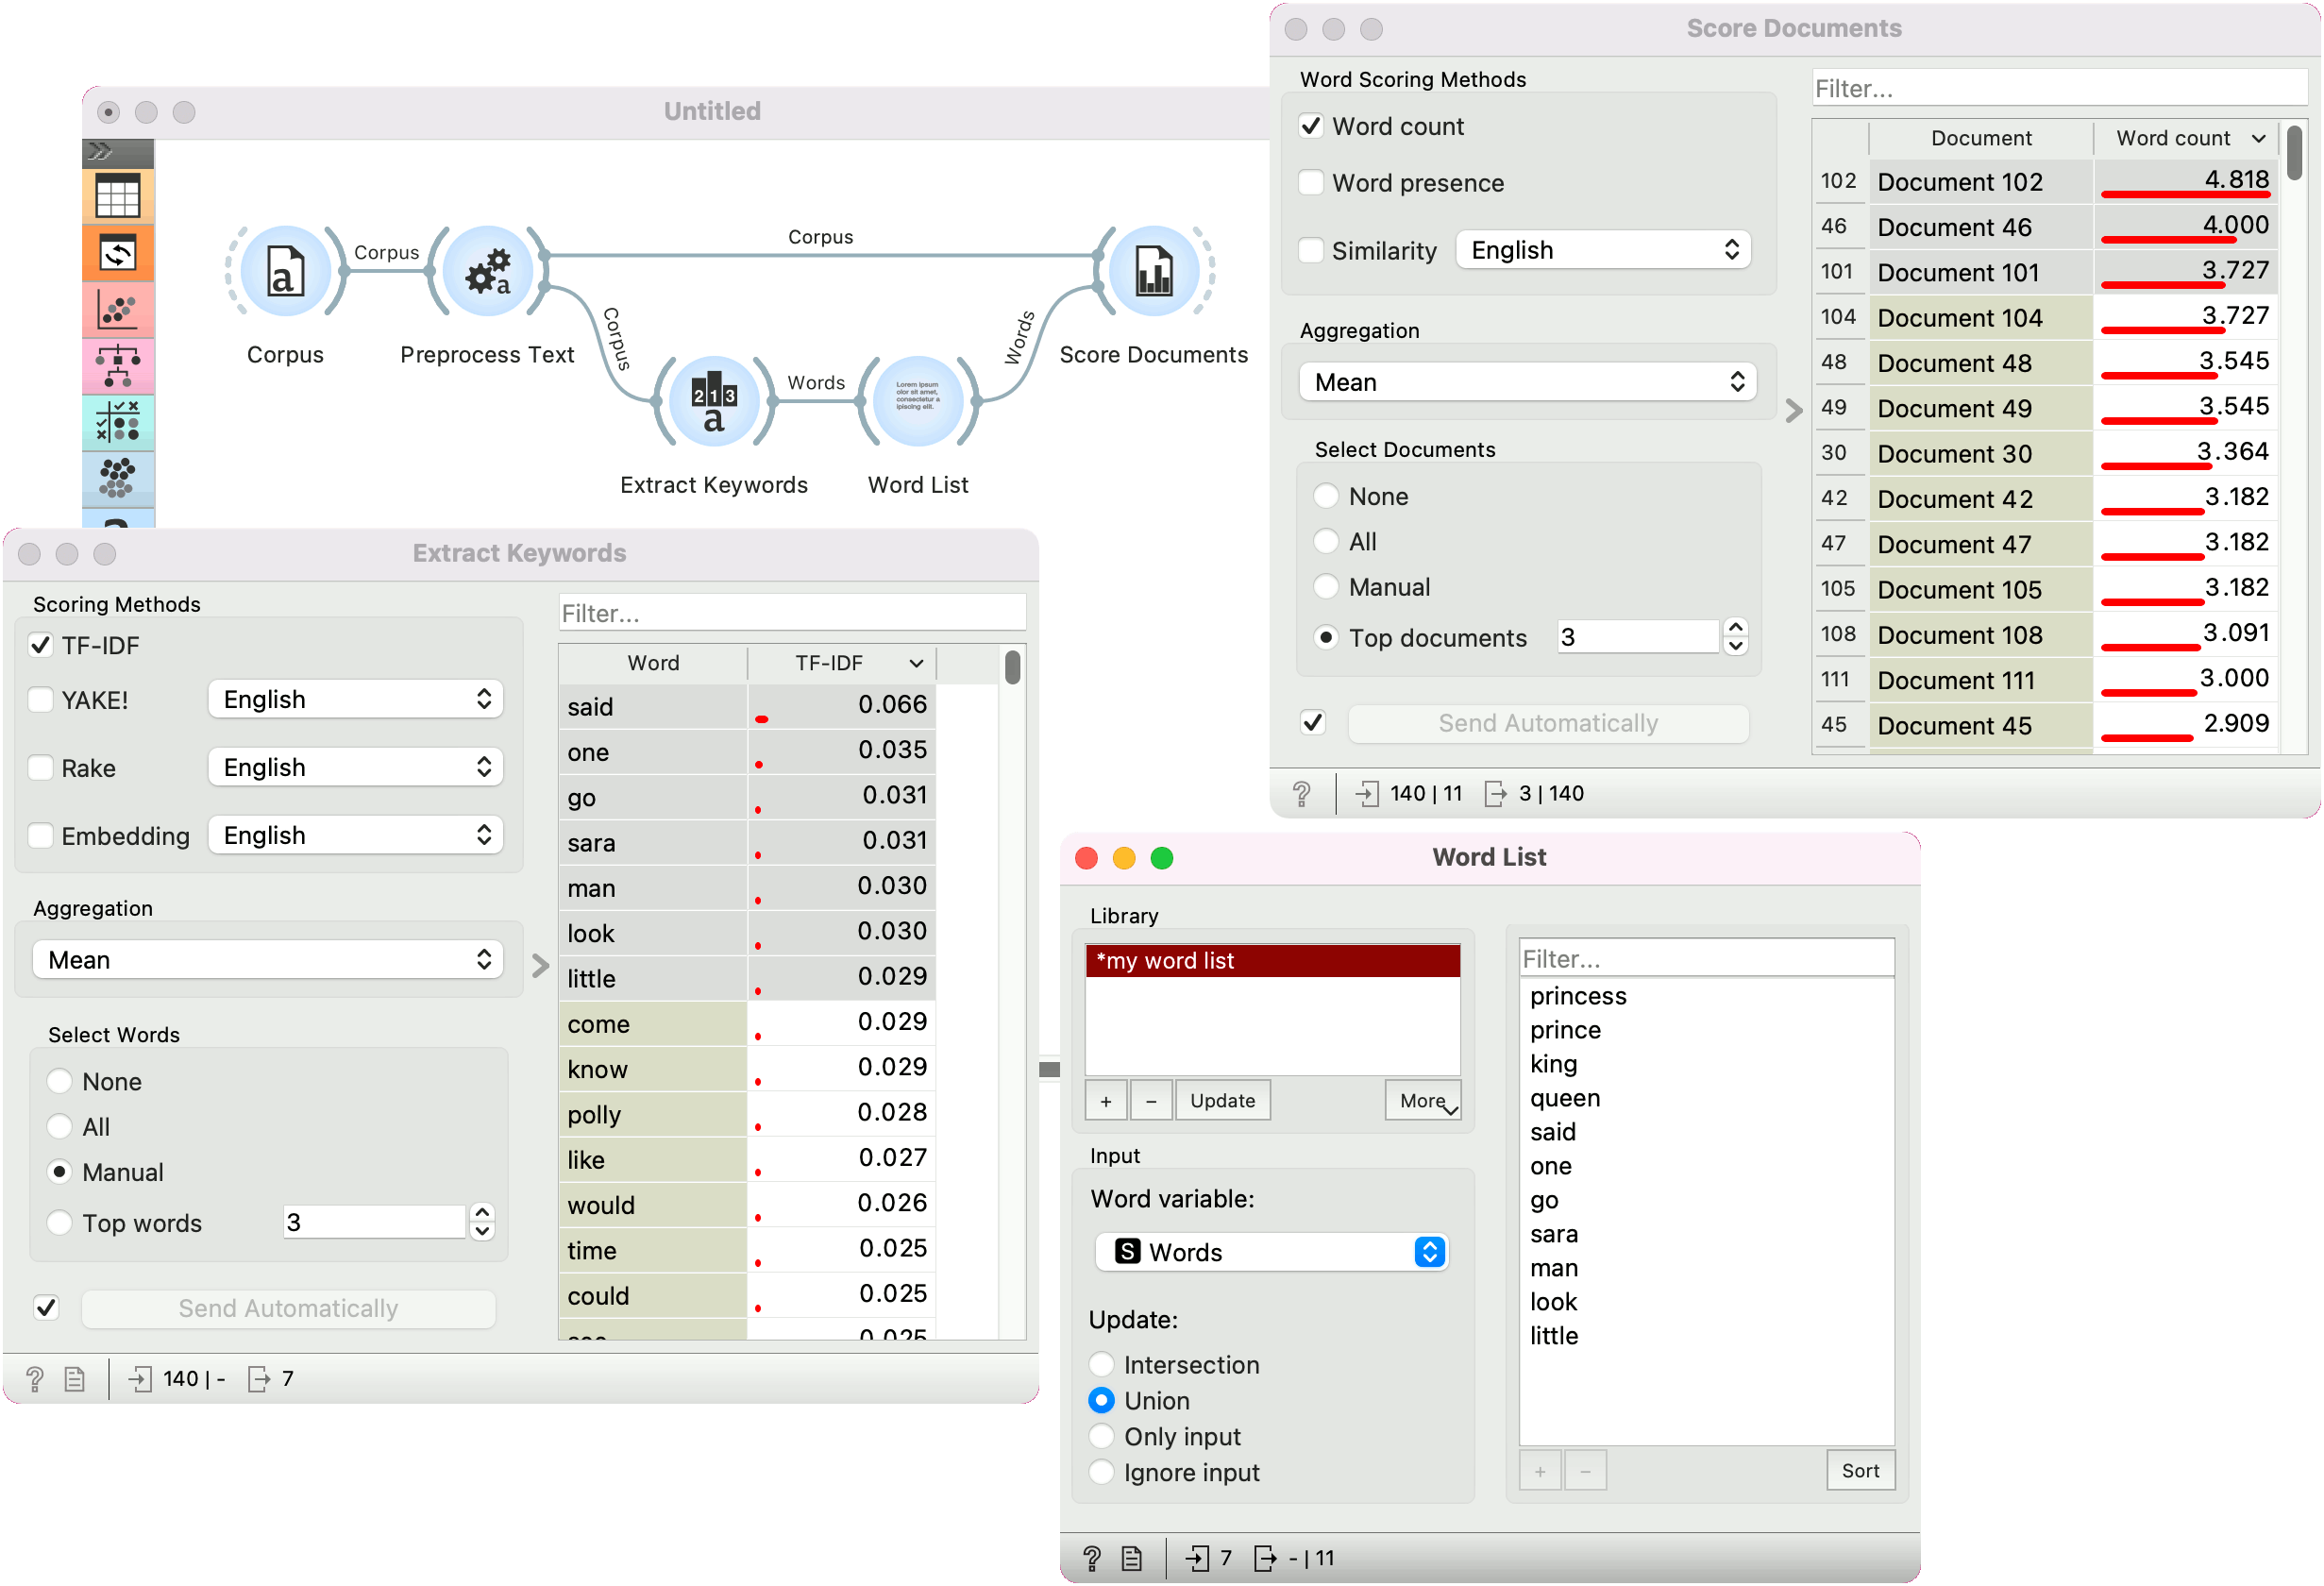 Untitled
Corpus
Corpus
Corpus
Words
Words
Corpus
Preprocess Text
Score Documents
213
a
Lorem ipsum
olor sit amet,
consectetur a
ipiscing elit.
Extract Keywords
Word List
Score Documents
Word Scoring Methods
Word count
Word presence
Similarity English
Aggregation
Mean
Select Documents
None
All
Manual
Top documents 3
Send Automatically
Filter...
Document Word count
102 Document 102 4.818
46 Document 46 4.000
101 Document 101 3.727
104 Document 104 3.727
48 Document 48 3.545
49 Document 49 3.545
30 Document 30 3.364
42 Document 42 3.182
47 Document 47 3.182
105 Document 105 3.182
108 Document 108 3.091
111 Document 111 3.000
45 Document 45 2.909
? 140 | 11 3 | 140
Extract Keywords
Scoring Methods
TF-IDF
YAKE! English
Rake English
Embedding English
Aggregation
Mean
Select Words
None
All
Manual
Top words 3
Send Automatically
Filter...
Word TF-IDF
said 0.066
one 0.035
go 0.031
sara 0.031
man 0.030
look 0.030
little 0.029
come 0.029
know 0.029
polly 0.028
like 0.027
would 0.026
time 0.025
could 0.025
0.025
? 140 | - 7
Word List
Library
*my word list
+ − Update More
Input
Word variable:
S Words
Update:
Intersection
Union
Only input
Ignore input
Filter...
princess
prince
king
queen
said
one
go
sara
man
look
little
+ − Sort
? 7 - | 11